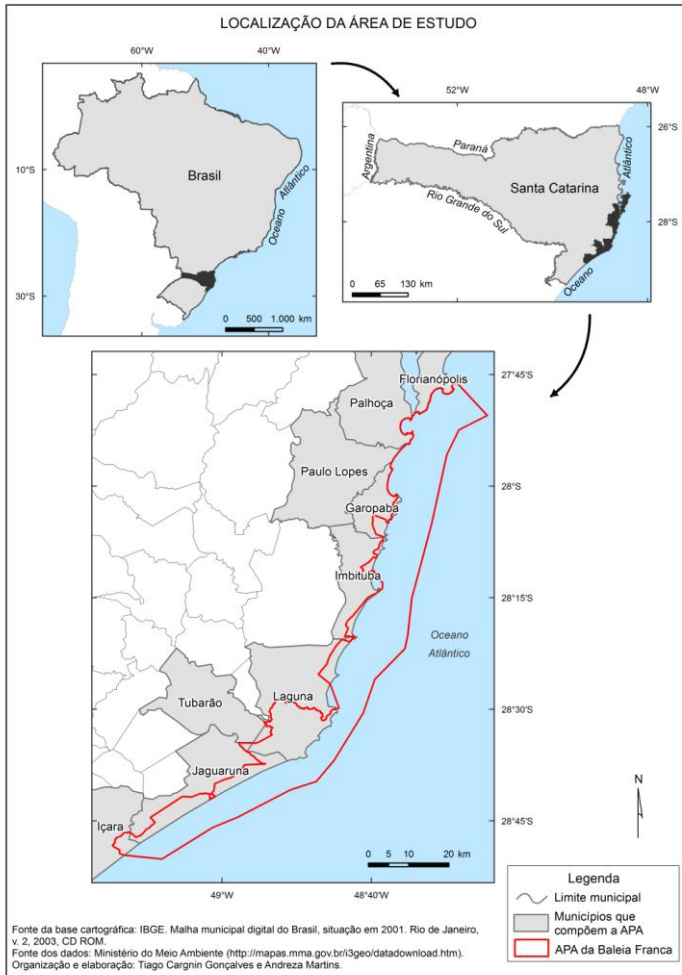 LOCALIZAÇÃO DA ÁREA DE ESTUDO
60°W
40°W
10°S
30°S
Brasil
Oceano
Atlântico
0 500 1.000 km
52°W
48°W
26°S
28°S
Argentina
Paraná
Santa Catarina
Rio Grande do Sul
Atlântico
Oceano
0 65 130 km
Florianópolis
Palhoça
Paulo Lopes
Garopaba
Imbituba
Laguna
Tubarão
Jaguaruna
Içara
Oceano
Atlântico
27°45'S
28°S
28°15'S
28°30'S
28°45'S
0 5 10 20 km
49°W
48°40'W
N
Legenda
Limite municipal
Municípios que
compõem a APA
APA da Baleia Franca
Fonte da base cartográfica: IBGE. Malha municipal digital do Brasil, situação em 2001. Rio de Janeiro,
v. 2, 2003, CD ROM.
Fonte dos dados: Ministério do Meio Ambiente (http://mapas.mma.gov.br/i3geo/datadownload.htm).
Organização e elaboração: Tiago Cargnin Gonçalves e Andreza Martins.